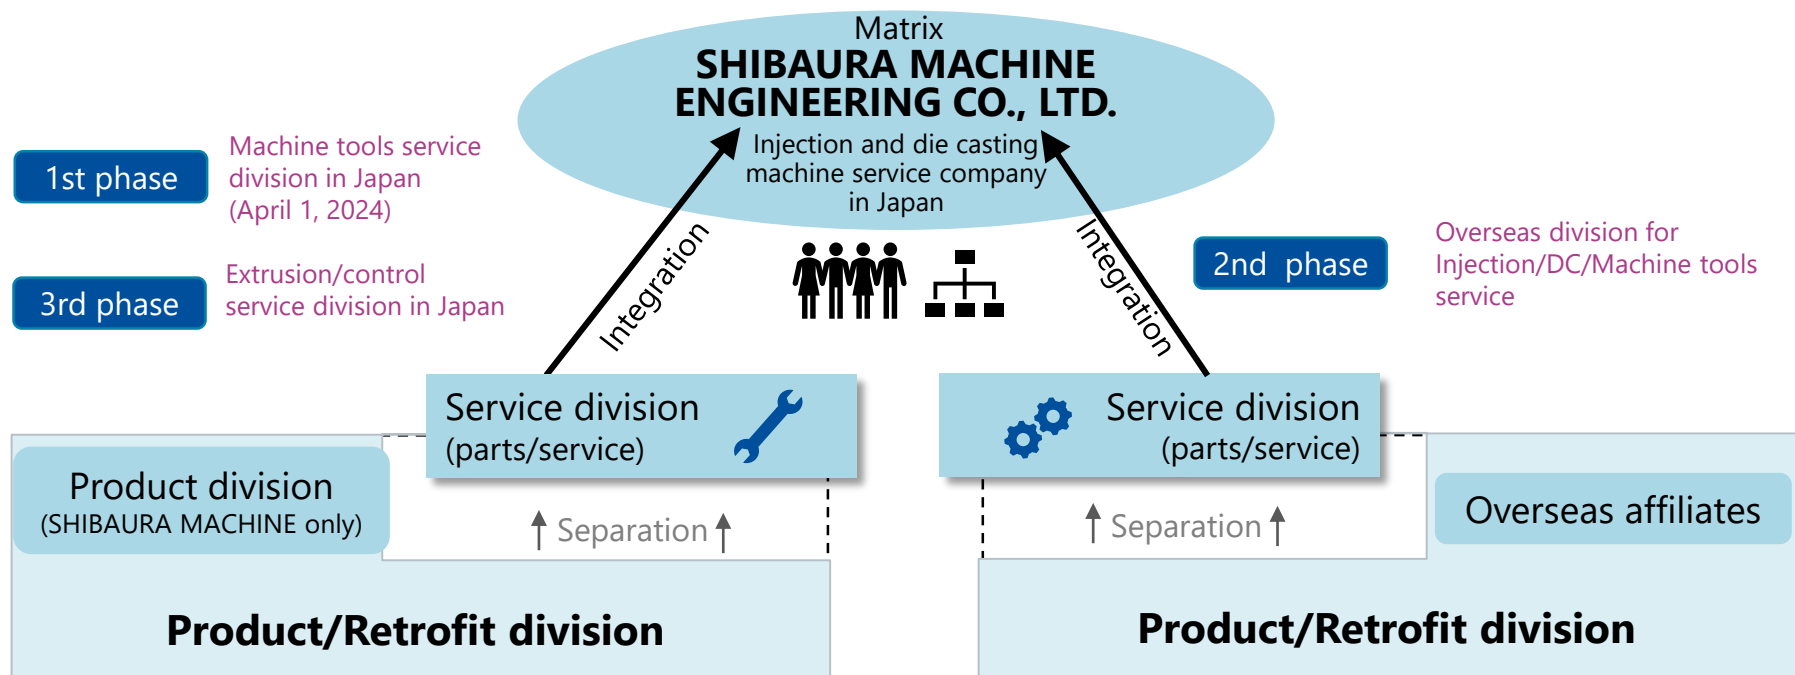 Matrix
SHIBAURA MACHINE
ENGINEERING CO., LTD.
Injection and die casting
machine service company
in Japan
1st phase
Machine tools service
division in Japan
(April 1, 2024)
3rd phase
Extrusion/control
service division in Japan
Integration
Integration
2nd phase
Overseas division for
Injection/DC/Machine tools
service
Service division
(parts/service)
Service division
(parts/service)
Product division
(SHIBAURA MACHINE only)
Separation
Separation
Overseas affiliates
Product/Retrofit division
Product/Retrofit division